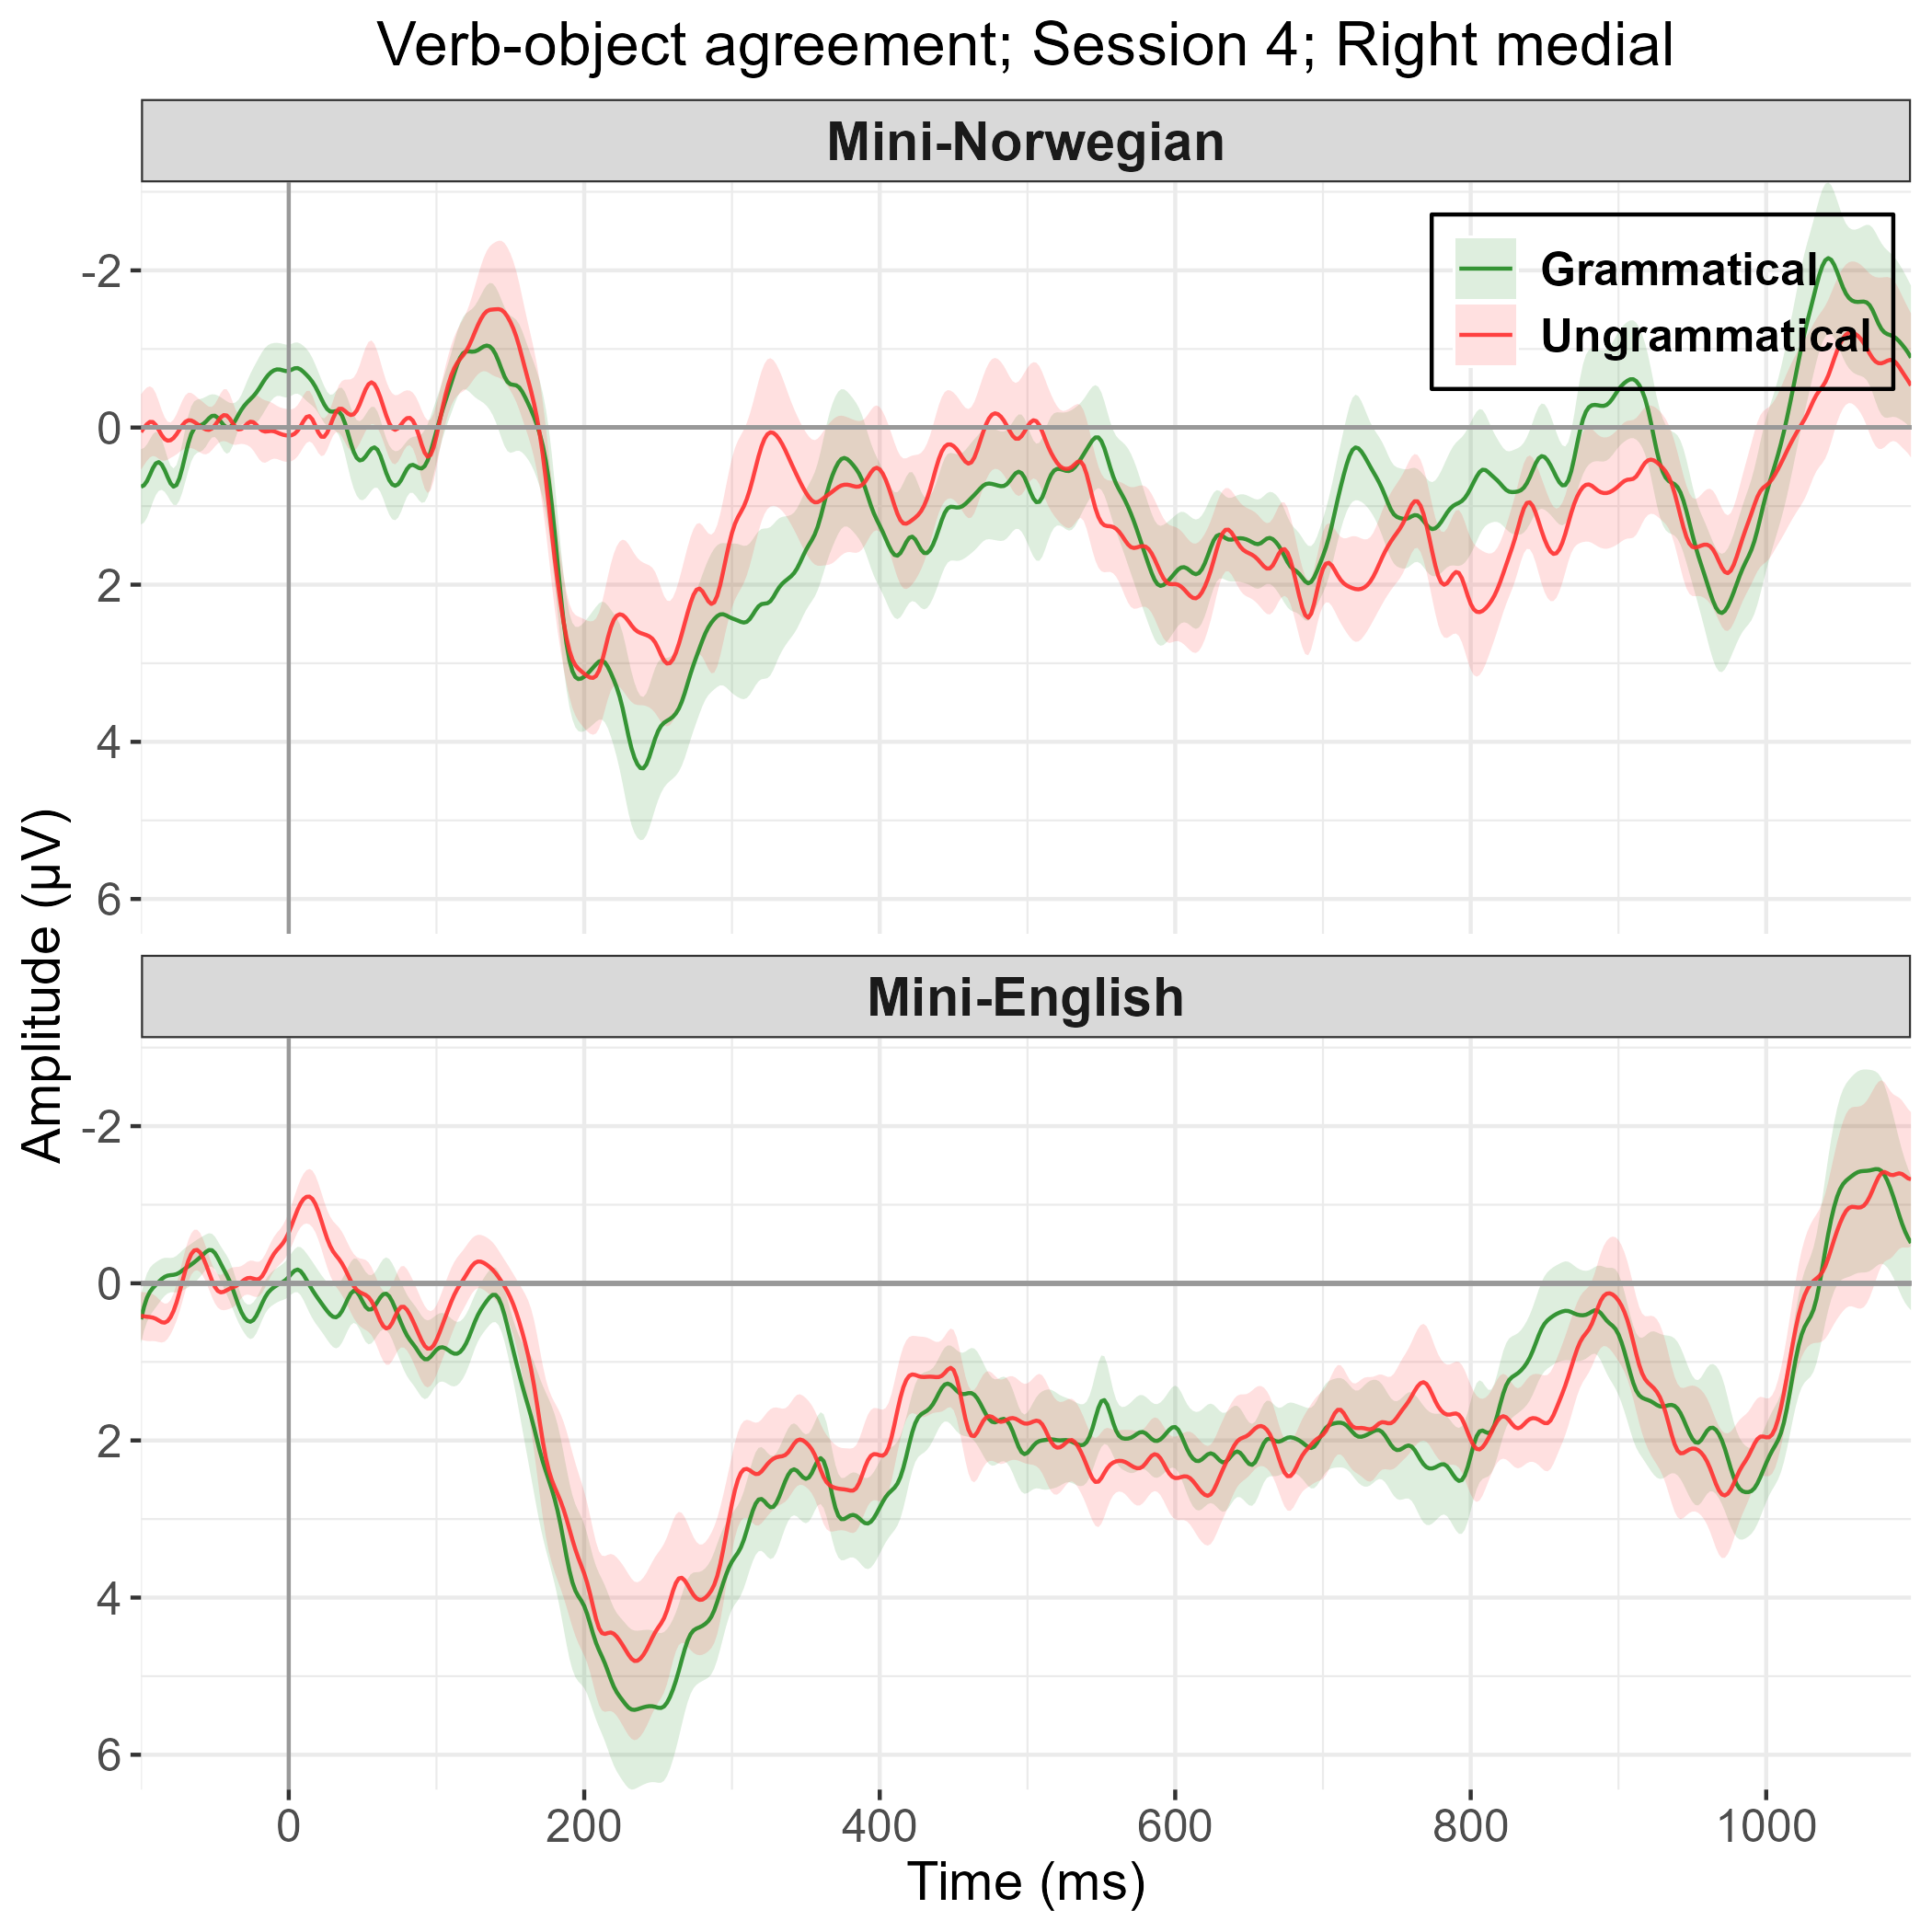 Verb-object agreement; Session 4; Right medial
Mini-Norwegian
Grammatical
Ungrammatical
-2
0
2
4
6
Amplitude (μV)
Mini-English
-2
0
2
4
6
0 200 400 600 800 1000
Time (ms)